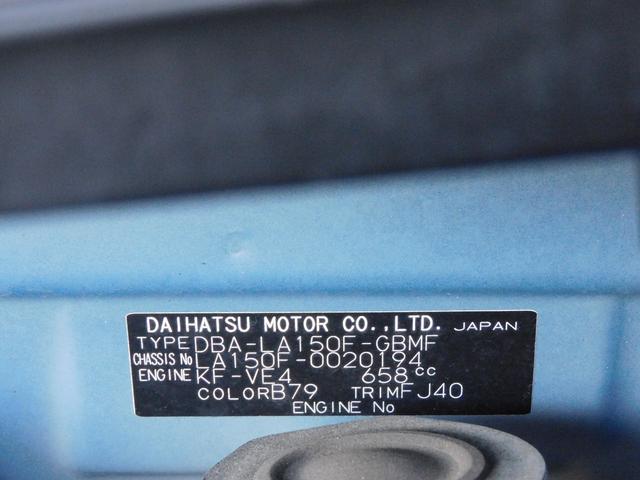 DAIHATSU MOTOR CO.,LTD. JAPAN
TYPE DBA-LA150F-GBMF
CHASSIS No LA150F-0020194
ENGINE KF-VE4 658cc
COLOR B79 TRIM FJ40
ENGINE No